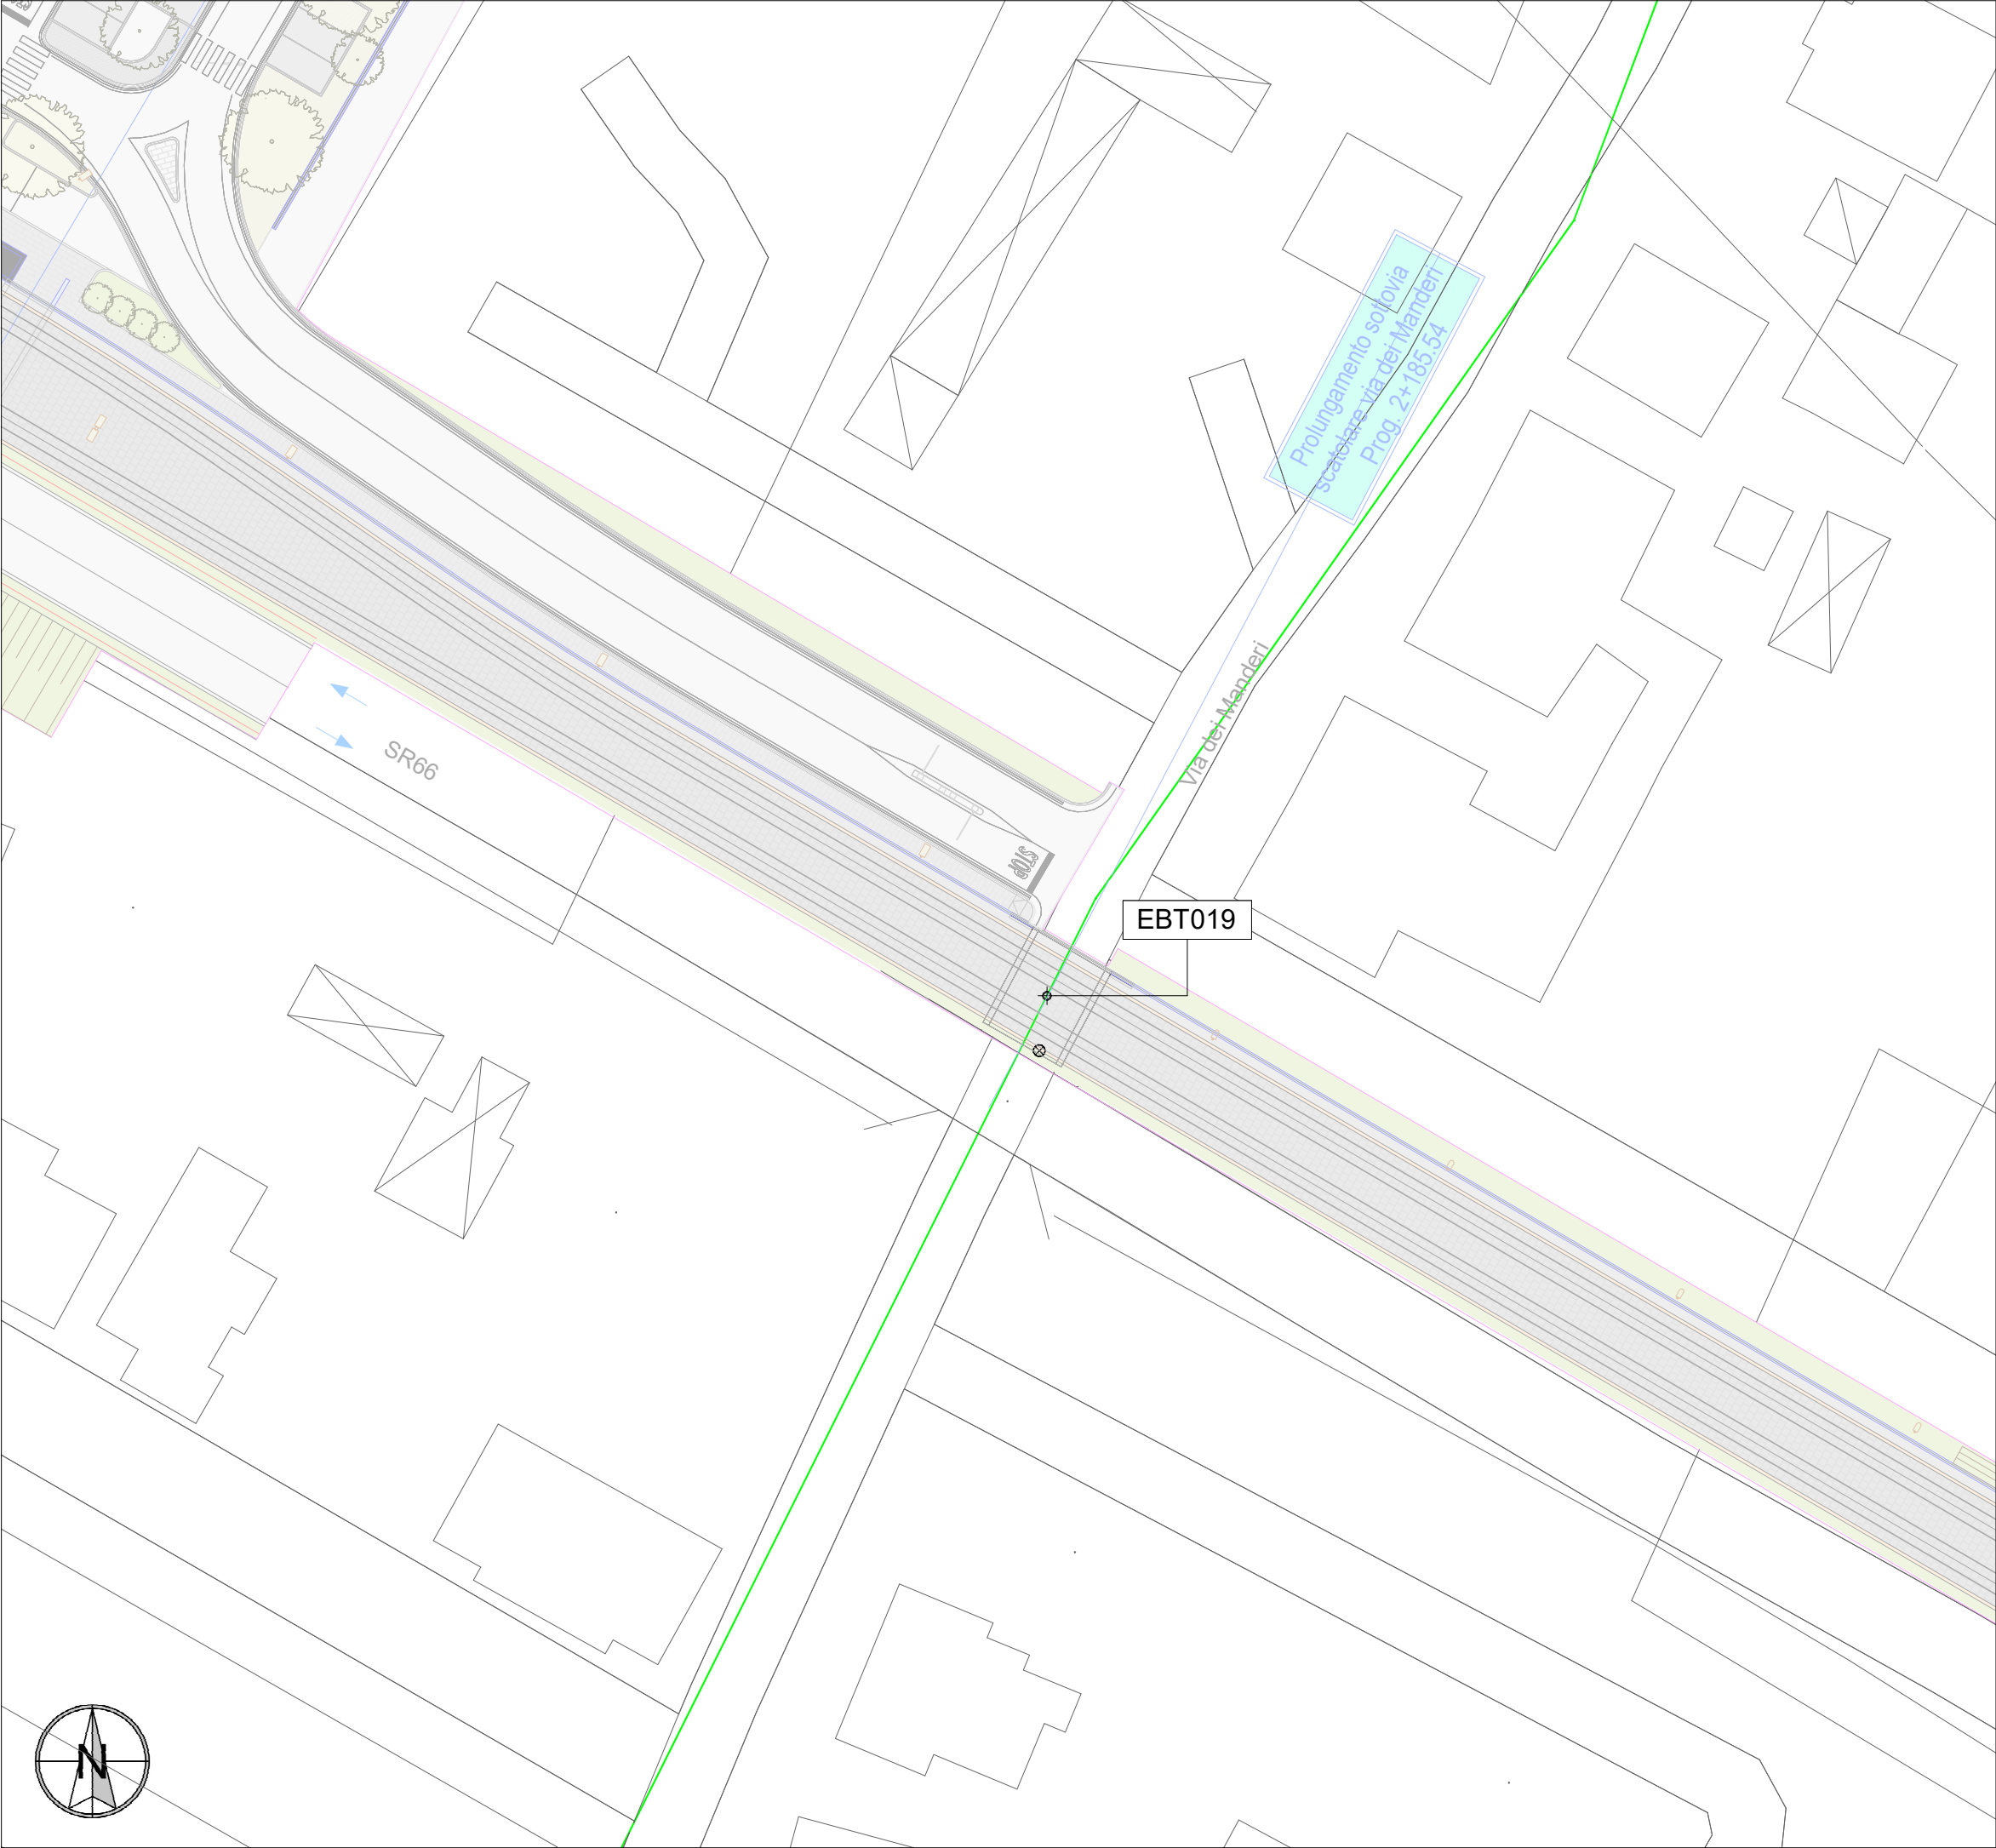 Prolungamento sottovia
scatolare via dei Manderi
Prog. 2+185.54
Via dei Manderi
SR66
STOP
EBT019
N